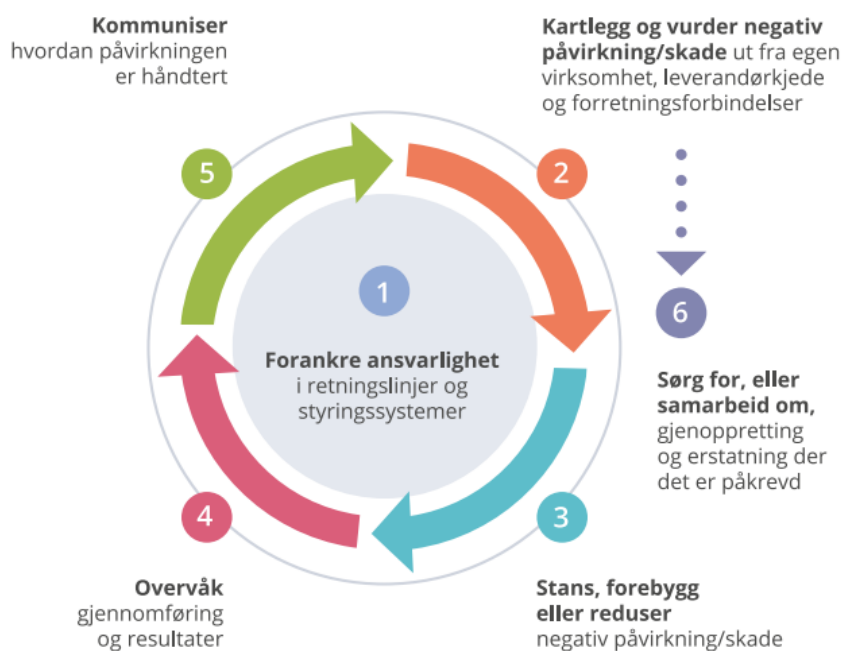 Kommuniser
hvordan påvirkningen
er håndtert
5
Kartlegg og vurder negativ
påvirkning/skade ut fra egen
virksomhet, leverandørkjede
og forretningsforbindelser
2
1
Forankre ansvarlighet
i retningslinjer og
styringssystemer
6
Sørg for, eller
samarbeid om,
gjenoppretting
og erstatning der
det er påkrevd
4
Overvåk
gjennomføring
og resultater
3
Stans, forebygg
eller reduser
negativ påvirkning/skade